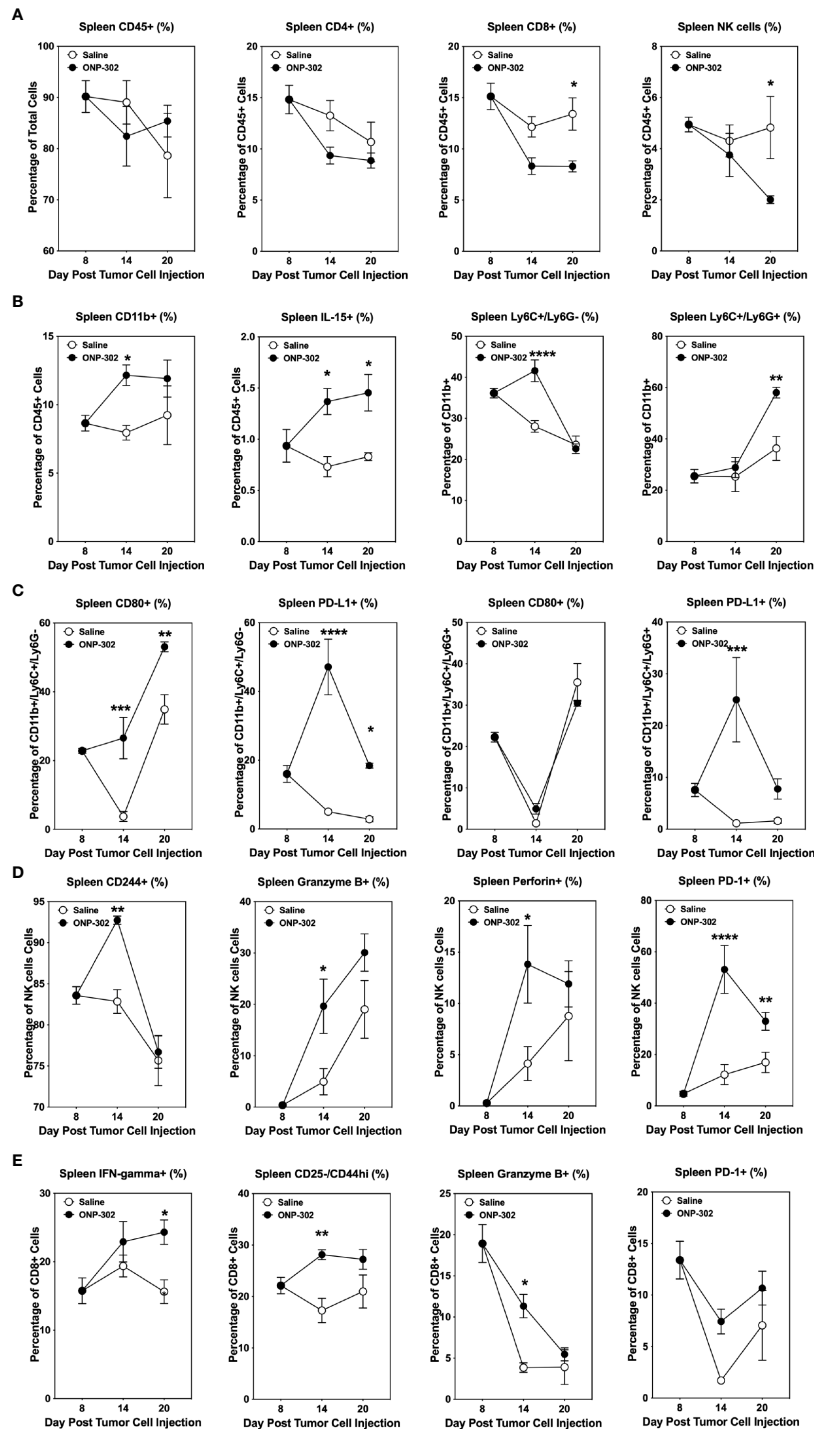 A
Spleen CD45+ (%)
Saline
ONP-302
Percentage of Total Cells
100
90
80
70
60
8 14 20
Day Post Tumor Cell Injection
Spleen CD4+ (%)
Saline
ONP-302
Percentage of CD45+ Cells
25
20
15
10
5
0
8 14 20
Day Post Tumor Cell Injection
Spleen CD8+ (%)
Saline
ONP-302
*
Percentage of CD45+ Cells
25
20
15
10
5
0
8 14 20
Day Post Tumor Cell Injection
Spleen NK cells (%)
Saline
ONP-302
*
Percentage of CD45+ Cells
8
6
4
2
0
8 14 20
Day Post Tumor Cell Injection
B
Spleen CD11b+ (%)
Saline
ONP-302
*
Percentage of CD45+ Cells
15
10
5
0
8 14 20
Day Post Tumor Cell Injection
Spleen IL-15+ (%)
Saline
ONP-302
* *
Percentage of CD45+ Cells
2.0
1.5
1.0
0.5
0.0
8 14 20
Day Post Tumor Cell Injection
Spleen Ly6C+/Ly6G- (%)
Saline
ONP-302
****
Percentage of CD11b+
50
40
30
20
10
0
8 14 20
Day Post Tumor Cell Injection
Spleen Ly6C+/Ly6G+ (%)
Saline
ONP-302
**
Percentage of CD11b+
80
60
40
20
0
8 14 20
Day Post Tumor Cell Injection
C
Spleen CD80+ (%)
Saline
ONP-302
*** **
Percentage of CD11b+/Ly6C+/Ly6G-
60
40
20
0
8 14 20
Day Post Tumor Cell Injection
Spleen PD-L1+ (%)
Saline
ONP-302
**** *
Percentage of CD11b+/Ly6C+/Ly6G-
60
40
20
0
8 14 20
Day Post Tumor Cell Injection
Spleen CD80+ (%)
Saline
ONP-302
Percentage of CD11b+/Ly6C+/Ly6G+
50
40
30
20
10
0
8 14 20
Day Post Tumor Cell Injection
Spleen PD-L1+ (%)
Saline
ONP-302
***
Percentage of CD11b+/Ly6C+/Ly6G+
40
30
20
10
0
8 14 20
Day Post Tumor Cell Injection
D
Spleen CD244+ (%)
Saline
ONP-302
**
Percentage of NK cells Cells
95
90
85
80
75
70
8 14 20
Day Post Tumor Cell Injection
Spleen Granzyme B+ (%)
Saline
ONP-302
*
Percentage of NK cells Cells
40
30
20
10
0
8 14 20
Day Post Tumor Cell Injection
Spleen Perforin+ (%)
Saline
ONP-302
*
Percentage of NK cells Cells
20
15
10
5
0
8 14 20
Day Post Tumor Cell Injection
Spleen PD-1+ (%)
Saline
ONP-302
**** **
Percentage of NK cells Cells
80
60
40
20
0
8 14 20
Day Post Tumor Cell Injection
E
Spleen IFN-gamma+ (%)
Saline
ONP-302
*
Percentage of CD8+ Cells
30
20
10
0
8 14 20
Day Post Tumor Cell Injection
Spleen CD25-/CD44hi (%)
Saline
ONP-302
**
Percentage of CD8+ Cells
40
30
20
10
0
8 14 20
Day Post Tumor Cell Injection
Spleen Granzyme B+ (%)
Saline
ONP-302
*
Percentage of CD8+ Cells
25
20
15
10
5
0
8 14 20
Day Post Tumor Cell Injection
Spleen PD-1+ (%)
Saline
ONP-302
Percentage of CD8+ Cells
20
15
10
5
0
8 14 20
Day Post Tumor Cell Injection